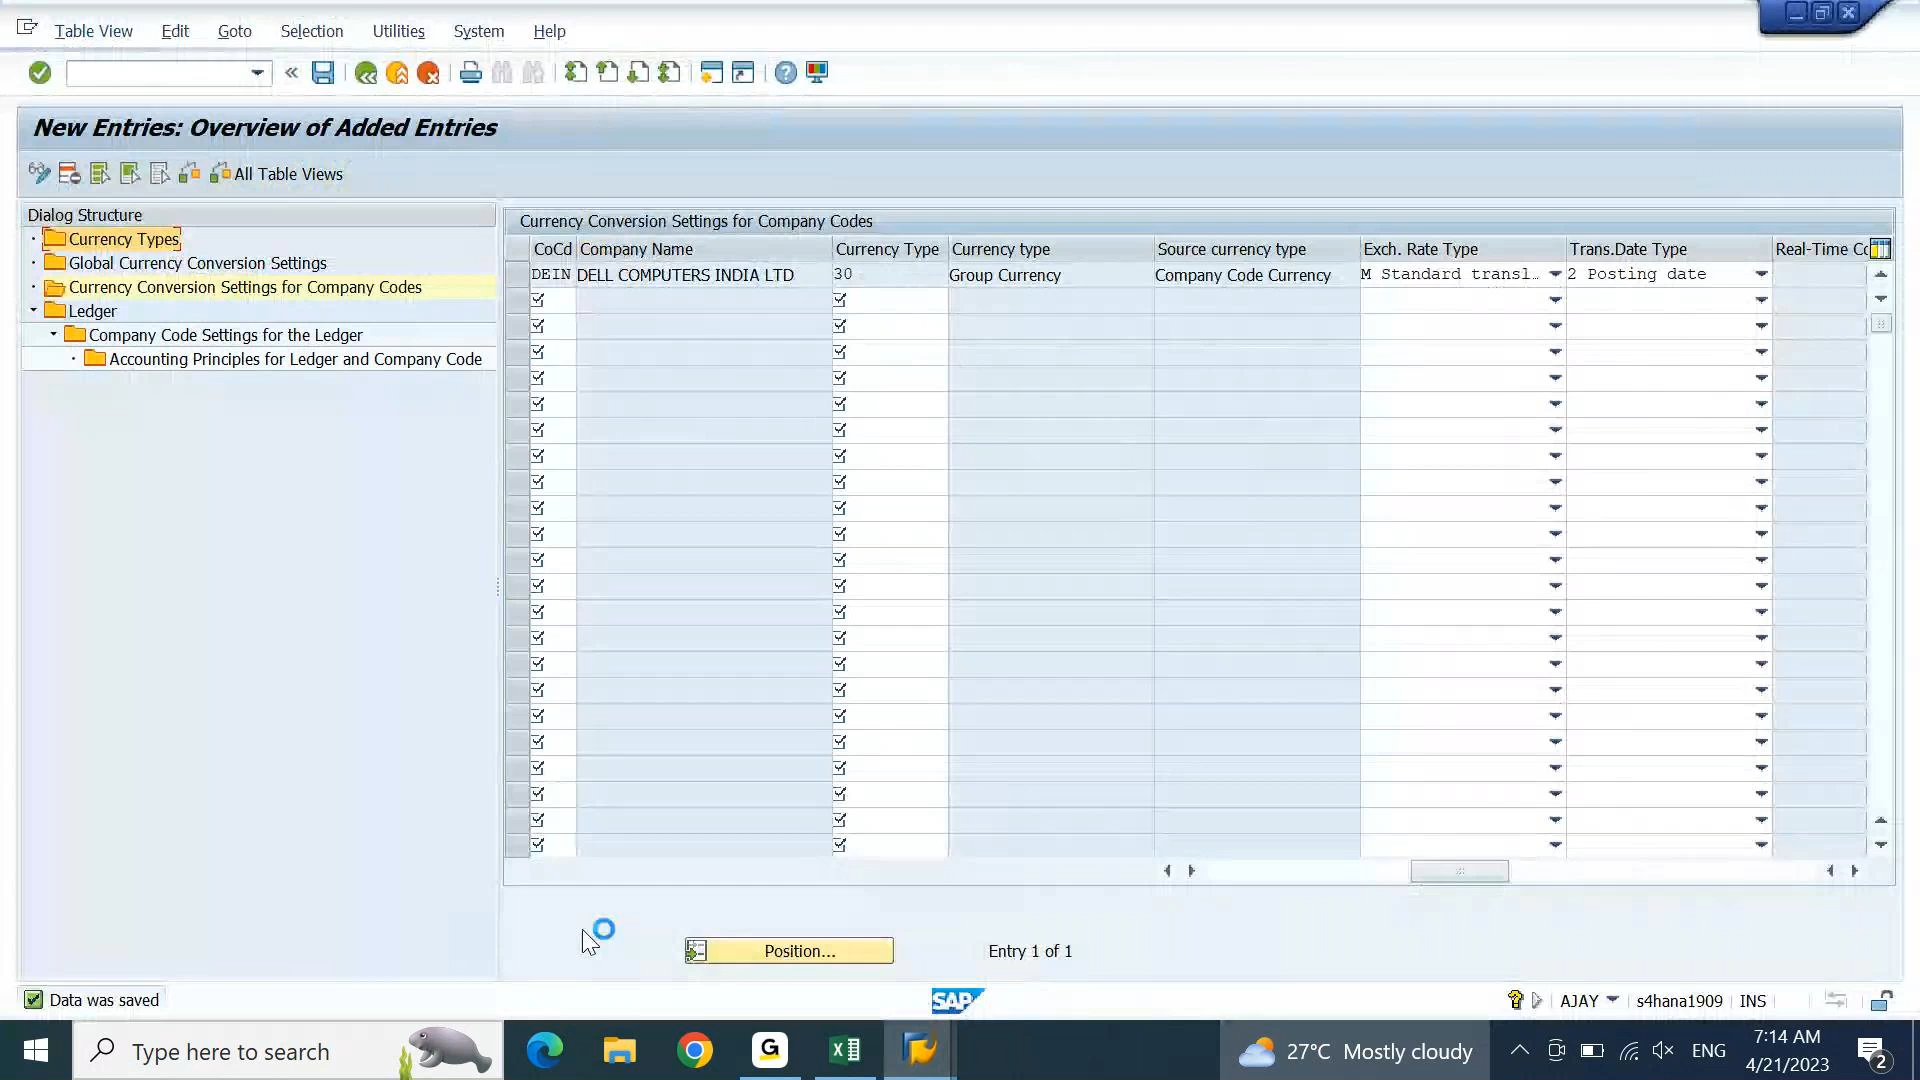 Table View Edit Goto Selection Utilities System Help
New Entries: Overview of Added Entries
All Table Views
Dialog Structure
Currency Types
Global Currency Conversion Settings
Currency Conversion Settings for Company Codes
Ledger
Company Code Settings for the Ledger
Accounting Principles for Ledger and Company Code
Currency Conversion Settings for Company Codes
CoCd Company Name Currency Type Currency type Source currency type Exch. Rate Type Trans.Date Type Real-Time Co
DEIN DELL COMPUTERS INDIA LTD 30 Group Currency Company Code Currency M Standard transl… 2 Posting date
Position... Entry 1 of 1
Data was saved SAP AJAY s4hana1909 INS
Type here to search G 27°C Mostly cloudy ENG 7:14 AM
4/21/2023 2